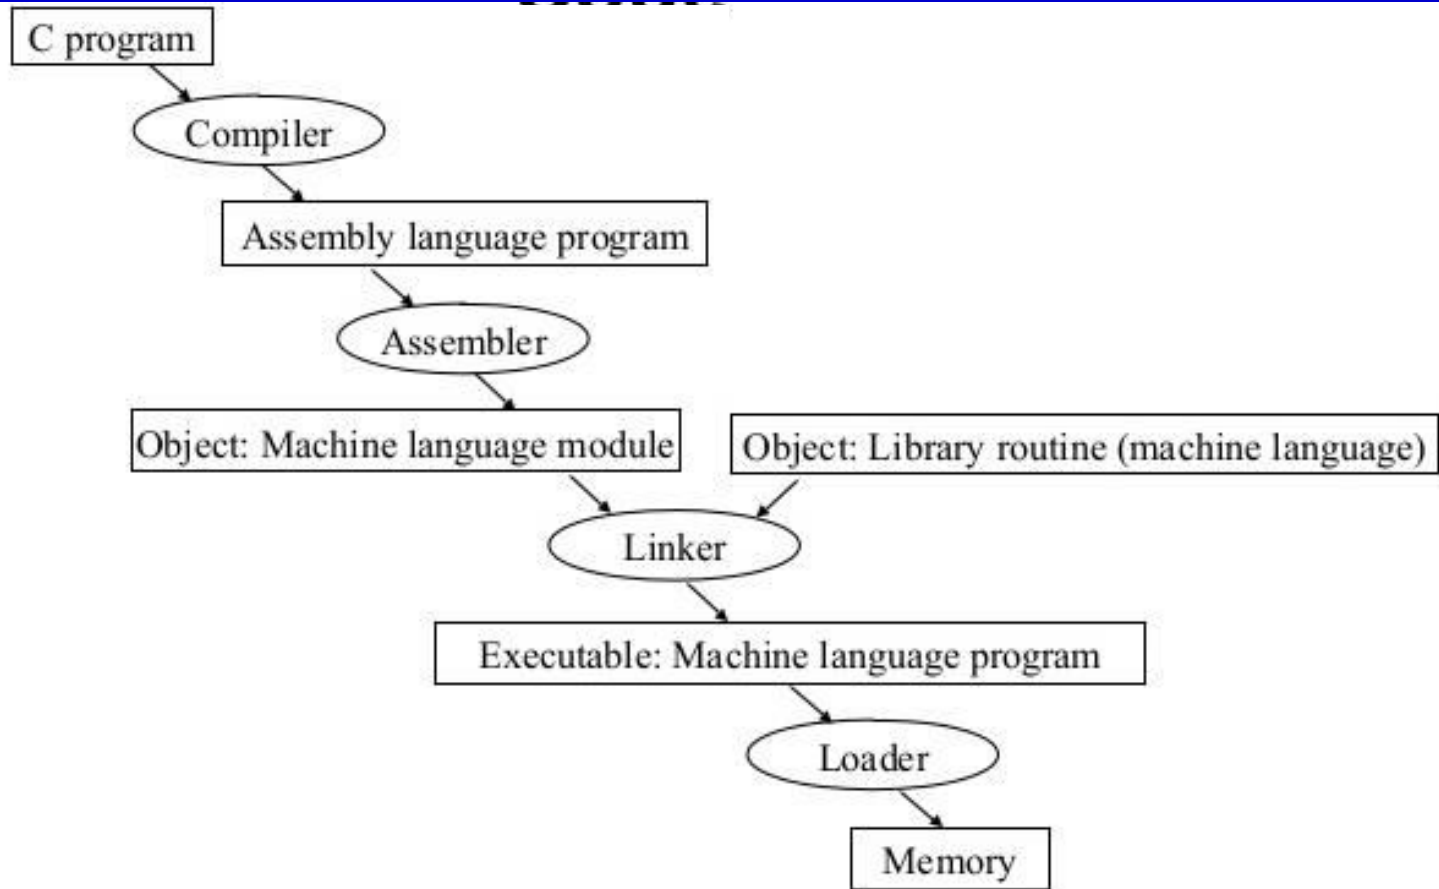 C program
Compiler
Assembly language program
Assembler
Object: Machine language module
Object: Library routine (machine language)
Linker
Executable: Machine language program
Loader
Memory